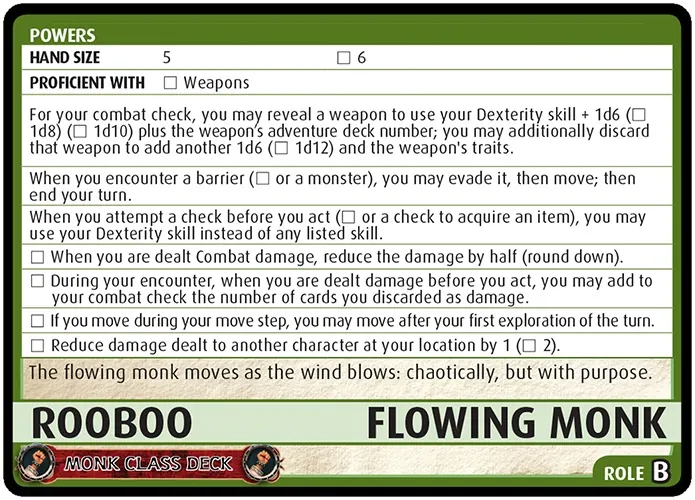 POWERS
HAND SIZE 5 □ 6
PROFICIENT WITH □ Weapons
For your combat check, you may reveal a weapon to use your Dexterity skill + 1d6 (□
1d8) (□ 1d10) plus the weapon's adventure deck number; you may additionally discard
that weapon to add another 1d6 (□ 1d12) and the weapon's traits.
When you encounter a barrier (□ or a monster), you may evade it, then move; then
end your turn.
When you attempt a check before you act (□ or a check to acquire an item), you may
use your Dexterity skill instead of any listed skill.
□ When you are dealt Combat damage, reduce the damage by half (round down).
□ During your encounter, when you are dealt damage before you act, you may add to
your combat check the number of cards you discarded as damage.
□ If you move during your move step, you may move after your first exploration of the turn.
□ Reduce damage dealt to another character at your location by 1 (□ 2).
The flowing monk moves as the wind blows: chaotically, but with purpose.
ROOBOO FLOWING MONK
MONK CLASS DECK
ROLE B